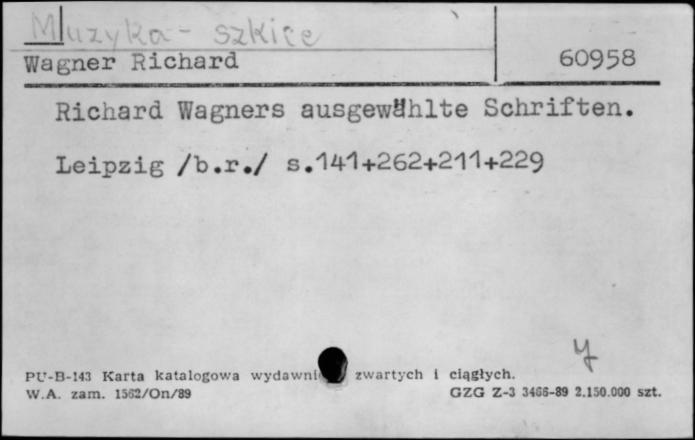 Muzyka - szkice
Wagner Richard 60958
Richard Wagners ausgewählte Schriften.
Leipzig /b.r./ s.141+262+211+229
PU-B-143 Karta katalogowa wydawni zwartych i ciągłych.
W.A. zam. 1562/On/89 GZG Z-3 3466-89 2.150.000 szt.